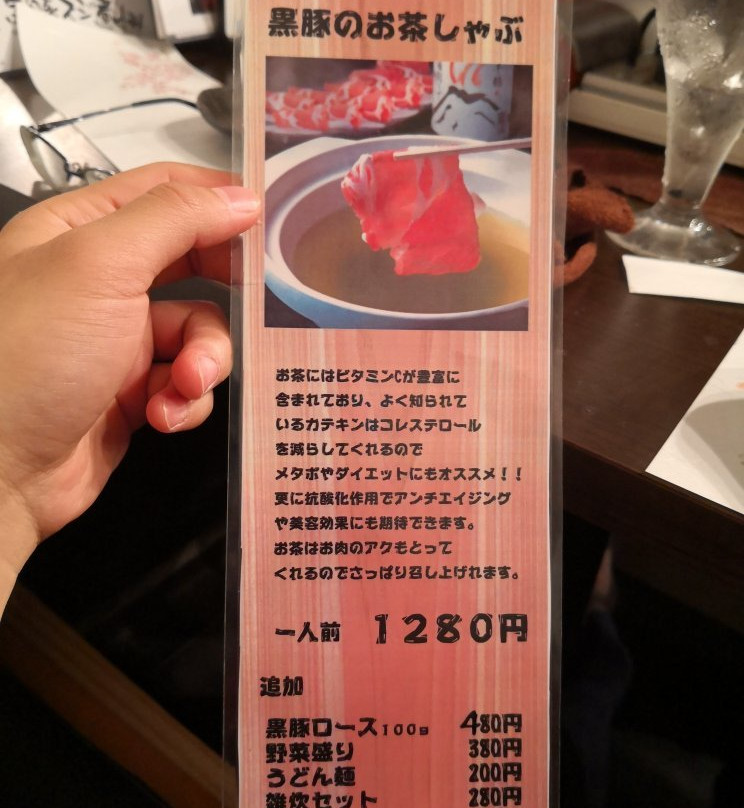 黒豚のお茶しゃぶ
お茶にはビタミンCが豊富に
含まれており、よく知られて
いるカテキンはコレステロール
を減らしてくれるので
メタボやダイエットにもオススメ！！
更に抗酸化作用でアンチエイジング
や美容効果にも期待できます。
お茶はお肉のアクもとって
くれるのでさっぱり召し上げれます。
一人前 1280円
追加
黒豚ロース100g 480円
野菜盛り 380円
うどん麺 200円
雑炊セット 280円